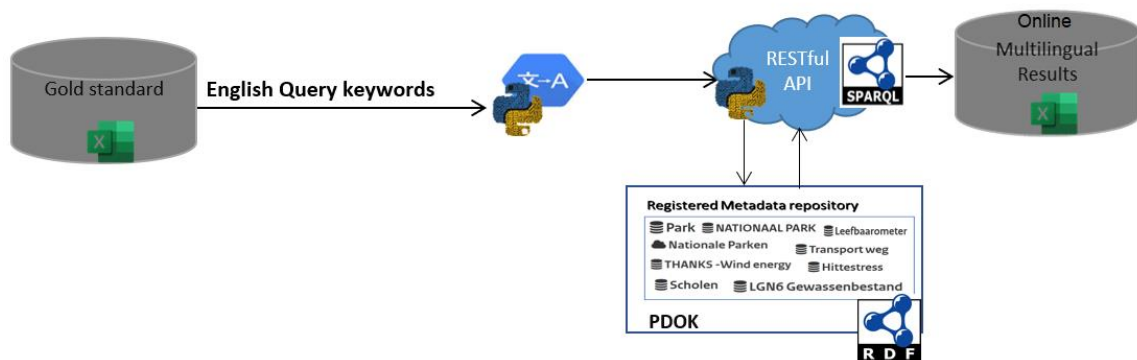 Gold standard
X
English Query keywords
文→A
RESTful
API
SPARQL
Online
Multilingual
Results
X
Registered Metadata repository
Park
NATIONAAL PARK
Leefbaarometer
Nationale Parken
Transport weg
THANKS -Wind energy
Hittestress
Scholen
LGN6 Gewassenbestand
PDOK
R D F